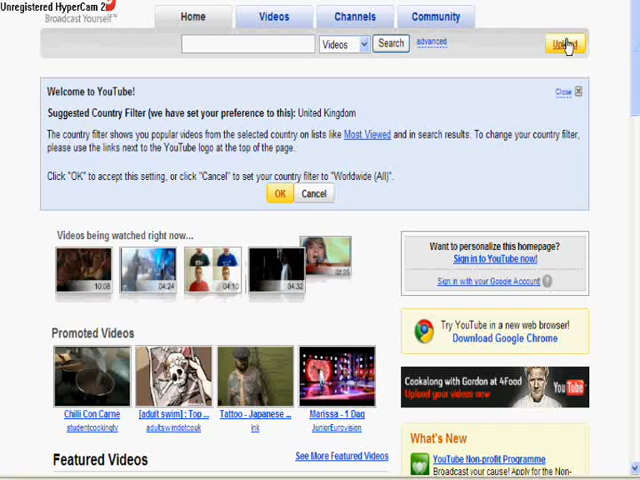 Unregistered HyperCam 2
Broadcast Yourself™
Home
Videos
Channels
Community
Videos
Search
advanced
Upload
Welcome to YouTube!
Close
Suggested Country Filter (we have set your preference to this): United Kingdom
The country filter shows you popular videos from the selected country on lists like Most Viewed and in search results. To change your country filter,
please use the links next to the YouTube logo at the top of the page.
Click "OK" to accept this setting, or click "Cancel" to set your country filter to "Worldwide (All)".
OK
Cancel
Videos being watched right now...
10:08
04:24
04:10
04:32
Want to personalize this homepage?
Sign in to YouTube now!
Sign in with your Google Account
?
Try YouTube in a new web browser!
Download Google Chrome
Promoted Videos
Chilli Con Carne
studentcookingtv
[adult swim] : Top ...
adultswimdotcouk
Tattoo - Japanese ...
Ink
Marissa - 1 Dag
JuniorEurovision
Cookalong with Gordon at 4Food
Upload your videos now
YouTube
What's New
YouTube Non-profit Programme
Broadcast your cause! Apply for the Non-
Featured Videos
See More Featured Videos